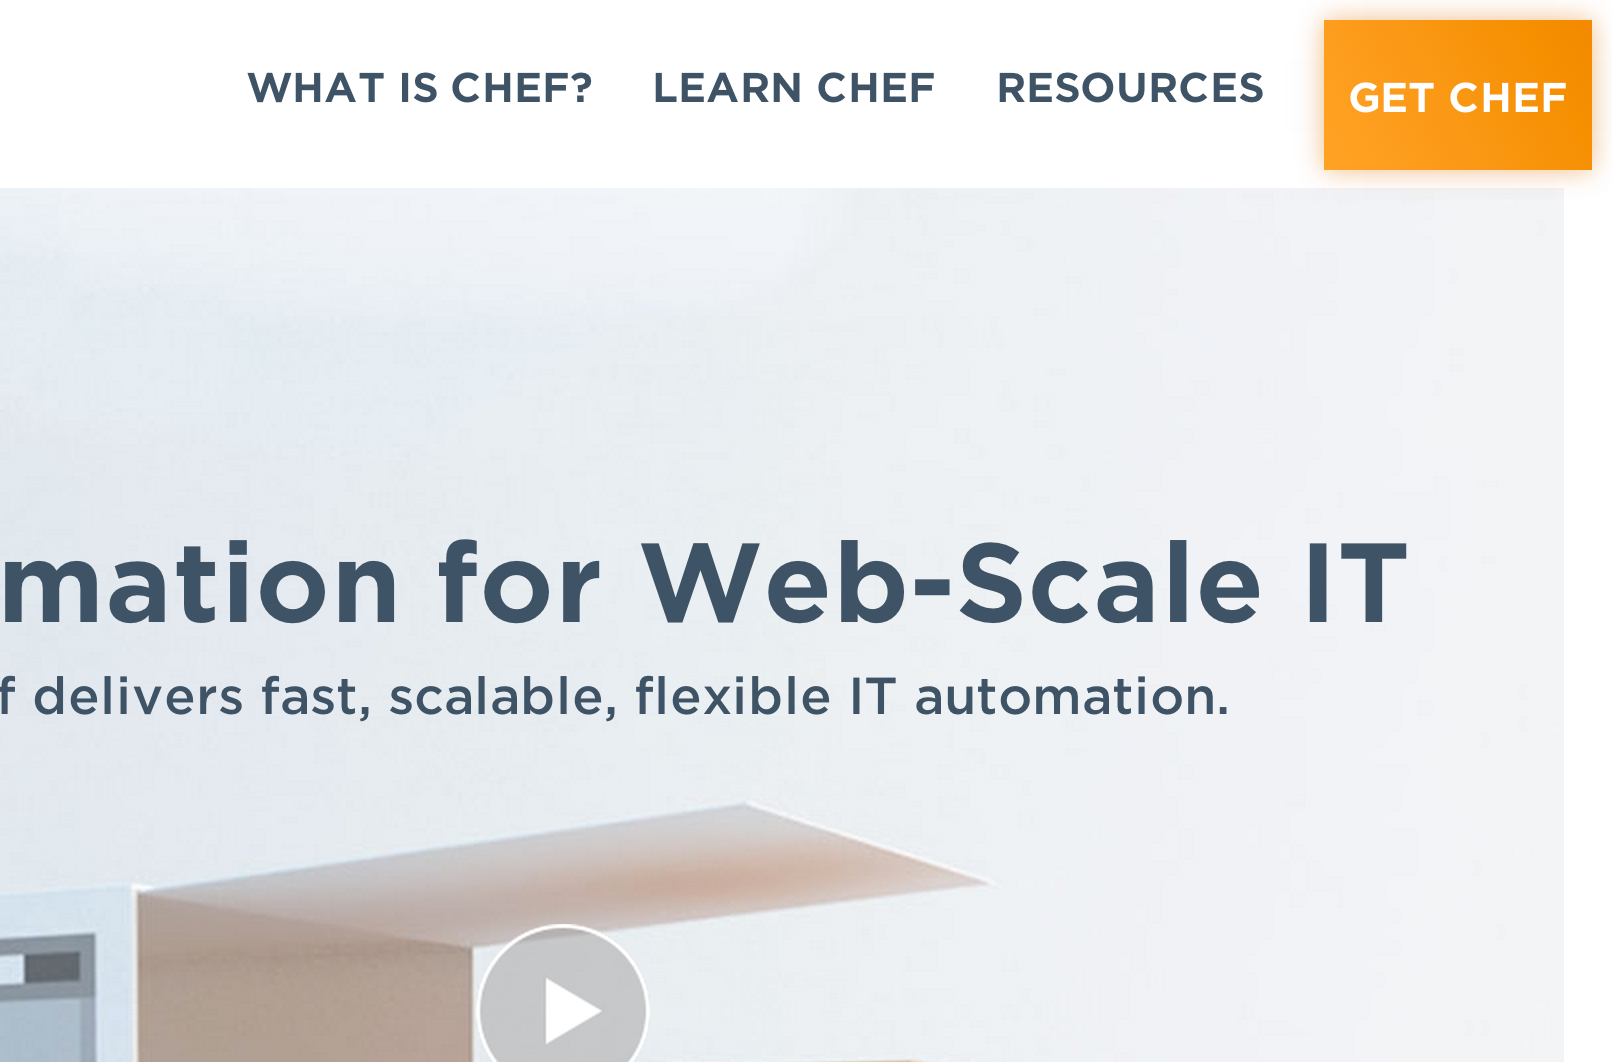 WHAT IS CHEF? LEARN CHEF RESOURCES GET CHEF
mation for Web-Scale IT
f delivers fast, scalable, flexible IT automation.